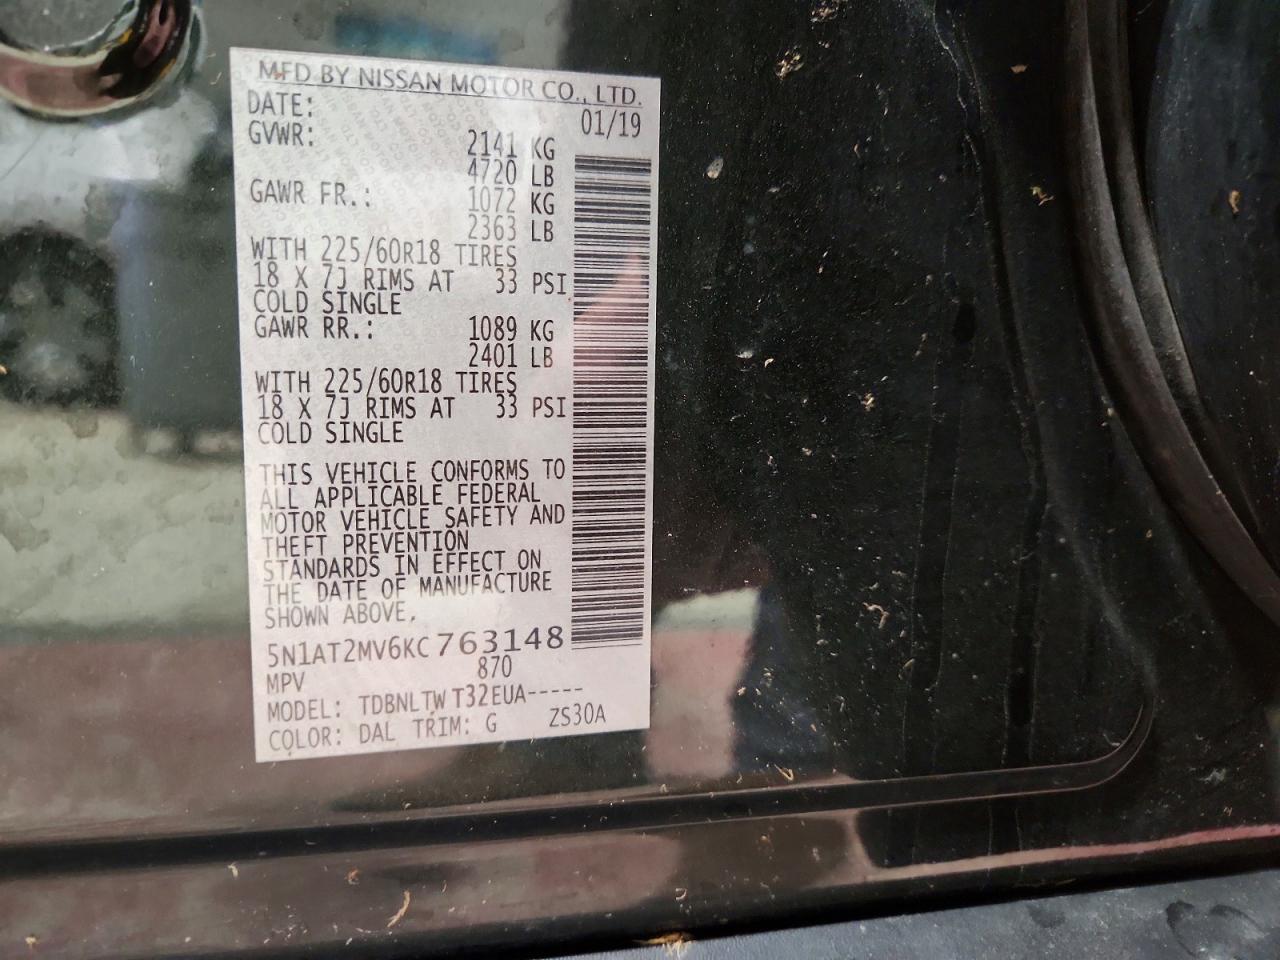 MFD BY NISSAN MOTOR CO., LTD.
DATE: 01/19
GVWR: 2141 KG
4720 LB
GAWR FR.: 1072 KG
2363 LB
WITH 225/60R18 TIRES
18 X 7J RIMS AT 33 PSI
COLD SINGLE
GAWR RR.: 1089 KG
2401 LB
WITH 225/60R18 TIRES
18 X 7J RIMS AT 33 PSI
COLD SINGLE
THIS VEHICLE CONFORMS TO
ALL APPLICABLE FEDERAL
MOTOR VEHICLE SAFETY AND
THEFT PREVENTION
STANDARDS IN EFFECT ON
THE DATE OF MANUFACTURE
SHOWN ABOVE.
5N1AT2MV6KC763148
MPV 870
MODEL: TDBNLTW T32EUA-----
COLOR: DAL TRIM: G ZS30A